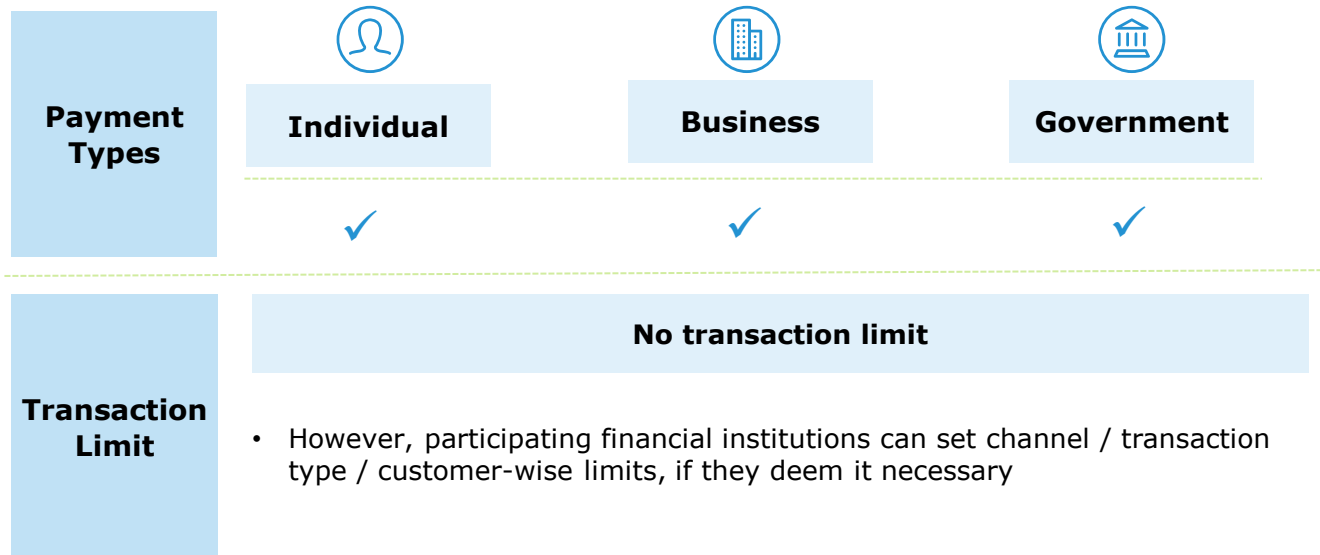 Payment
Types
Individual
Business
Government
✓
✓
✓
Transaction
Limit
No transaction limit
• However, participating financial institutions can set channel / transaction
type / customer-wise limits, if they deem it necessary